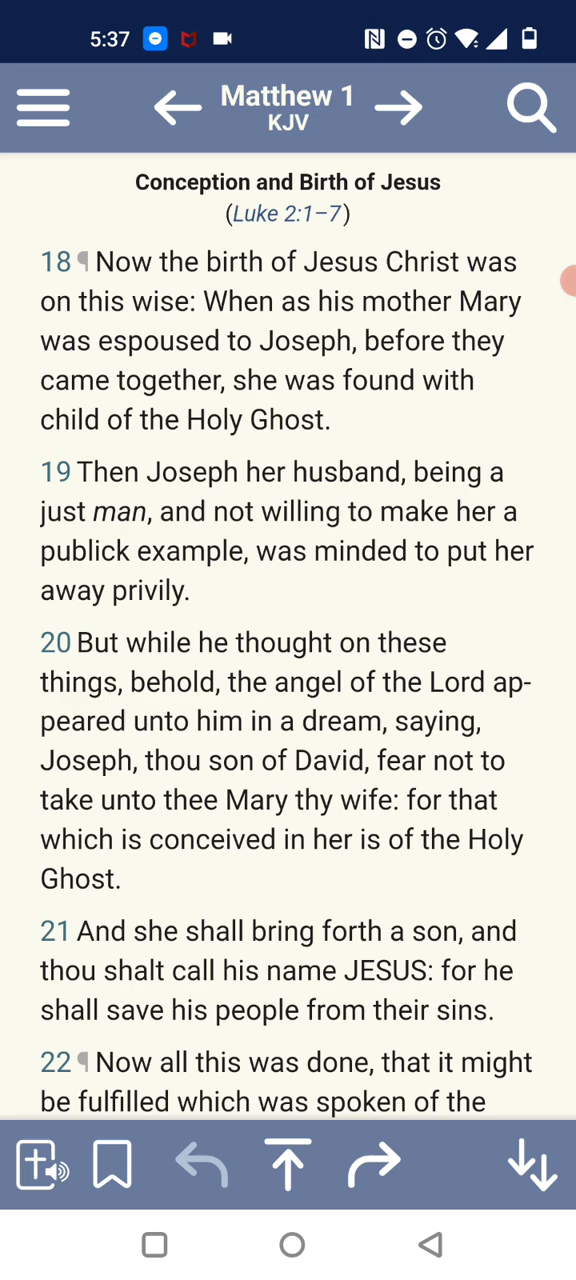 5:37
Matthew 1
KJV
Conception and Birth of Jesus
(Luke 2:1–7)
18 ¶ Now the birth of Jesus Christ was
on this wise: When as his mother Mary
was espoused to Joseph, before they
came together, she was found with
child of the Holy Ghost.
19 Then Joseph her husband, being a
just man, and not willing to make her a
publick example, was minded to put her
away privily.
20 But while he thought on these
things, behold, the angel of the Lord ap-
peared unto him in a dream, saying,
Joseph, thou son of David, fear not to
take unto thee Mary thy wife: for that
which is conceived in her is of the Holy
Ghost.
21 And she shall bring forth a son, and
thou shalt call his name JESUS: for he
shall save his people from their sins.
22 ¶ Now all this was done, that it might
be fulfilled which was spoken of the